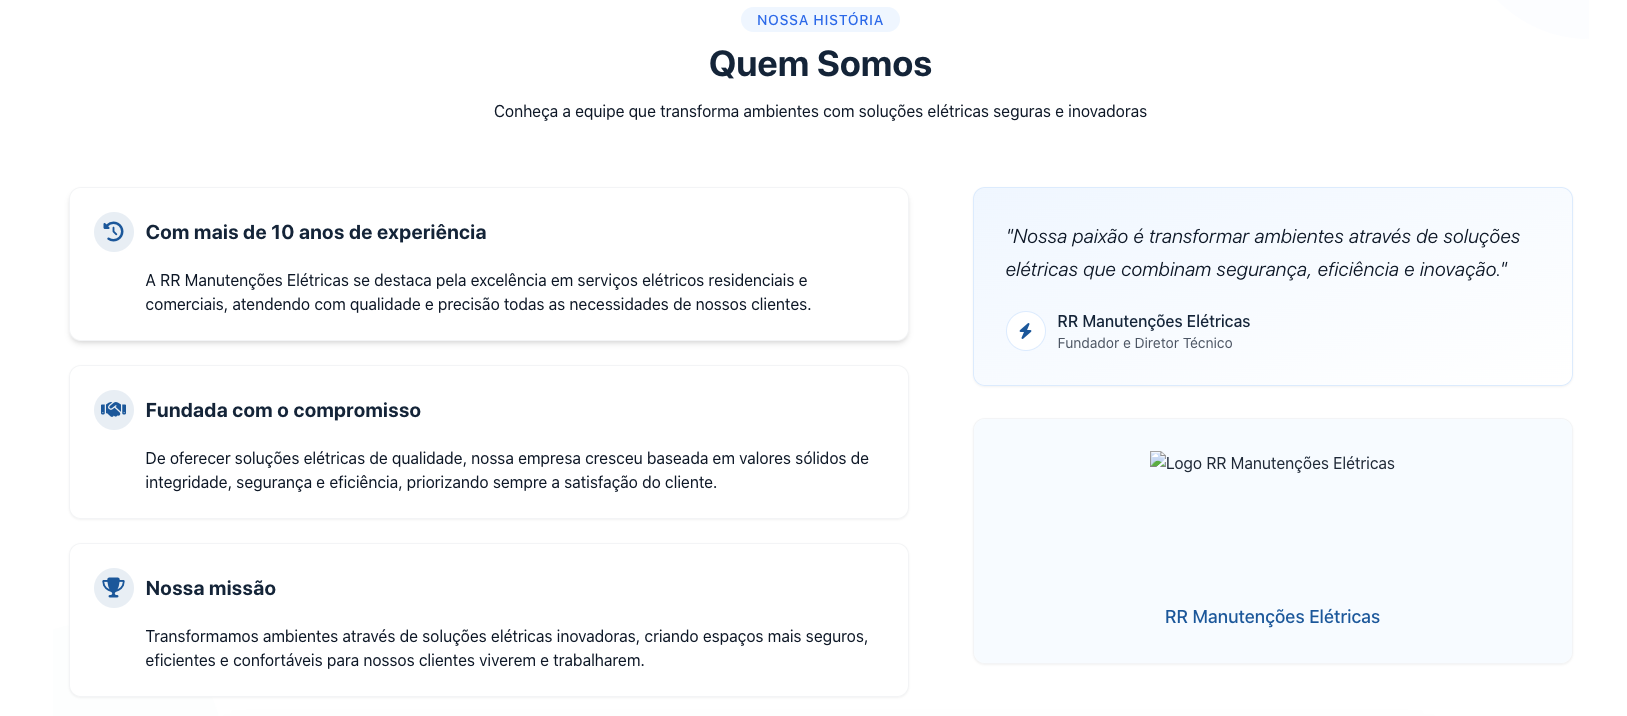 NOSSA HISTÓRIA
Quem Somos
Conheça a equipe que transforma ambientes com soluções elétricas seguras e inovadoras
Com mais de 10 anos de experiência
A RR Manutenções Elétricas se destaca pela excelência em serviços elétricos residenciais e
comerciais, atendendo com qualidade e precisão todas as necessidades de nossos clientes.
Fundada com o compromisso
De oferecer soluções elétricas de qualidade, nossa empresa cresceu baseada em valores sólidos de
integridade, segurança e eficiência, priorizando sempre a satisfação do cliente.
Nossa missão
Transformamos ambientes através de soluções elétricas inovadoras, criando espaços mais seguros,
eficientes e confortáveis para nossos clientes viverem e trabalharem.
"Nossa paixão é transformar ambientes através de soluções
elétricas que combinam segurança, eficiência e inovação."
RR Manutenções Elétricas
Fundador e Diretor Técnico
Logo RR Manutenções Elétricas
RR Manutenções Elétricas